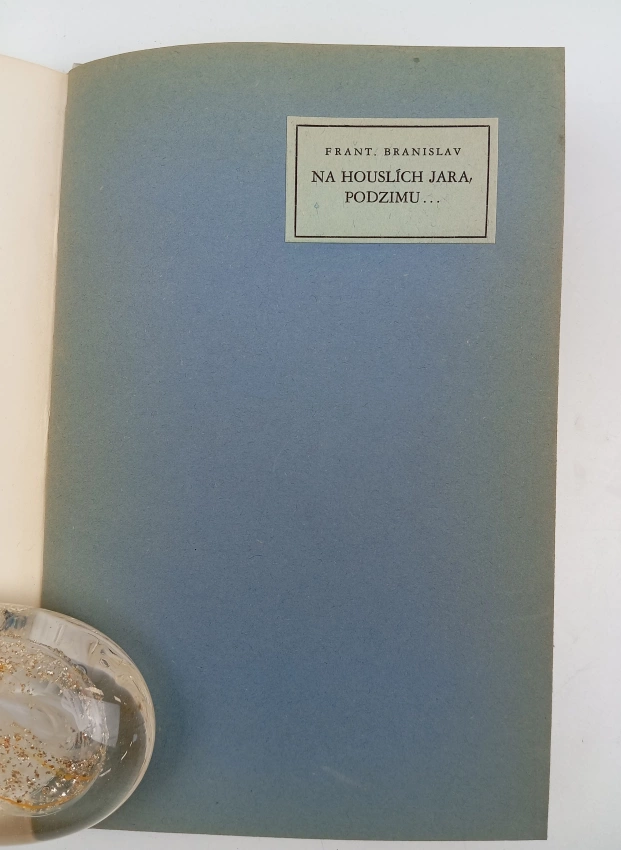 FRANT. BRANISLAV
NA HOUSLÍCH JARA,
PODZIMU...